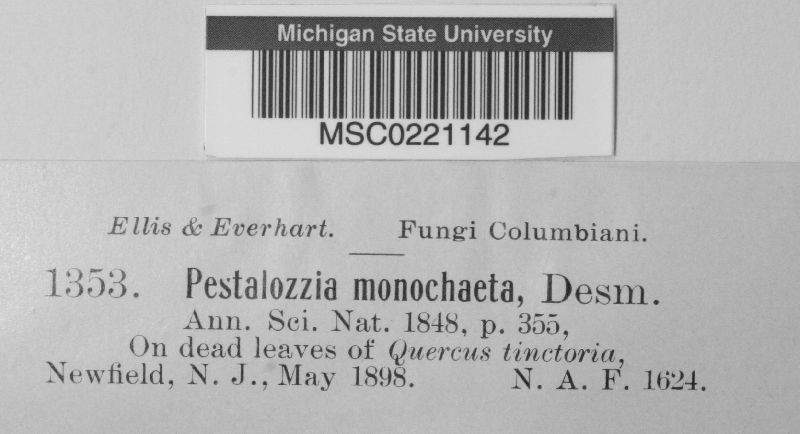 Michigan State University
MSC0221142
Ellis & Everhart. Fungi Columbiani.
1353. Pestalozzia monochaeta, Desm.
Ann. Sci. Nat. 1848, p. 355,
On dead leaves of Quercus tinctoria,
Newfield, N. J., May 1898. N. A. F. 1624.